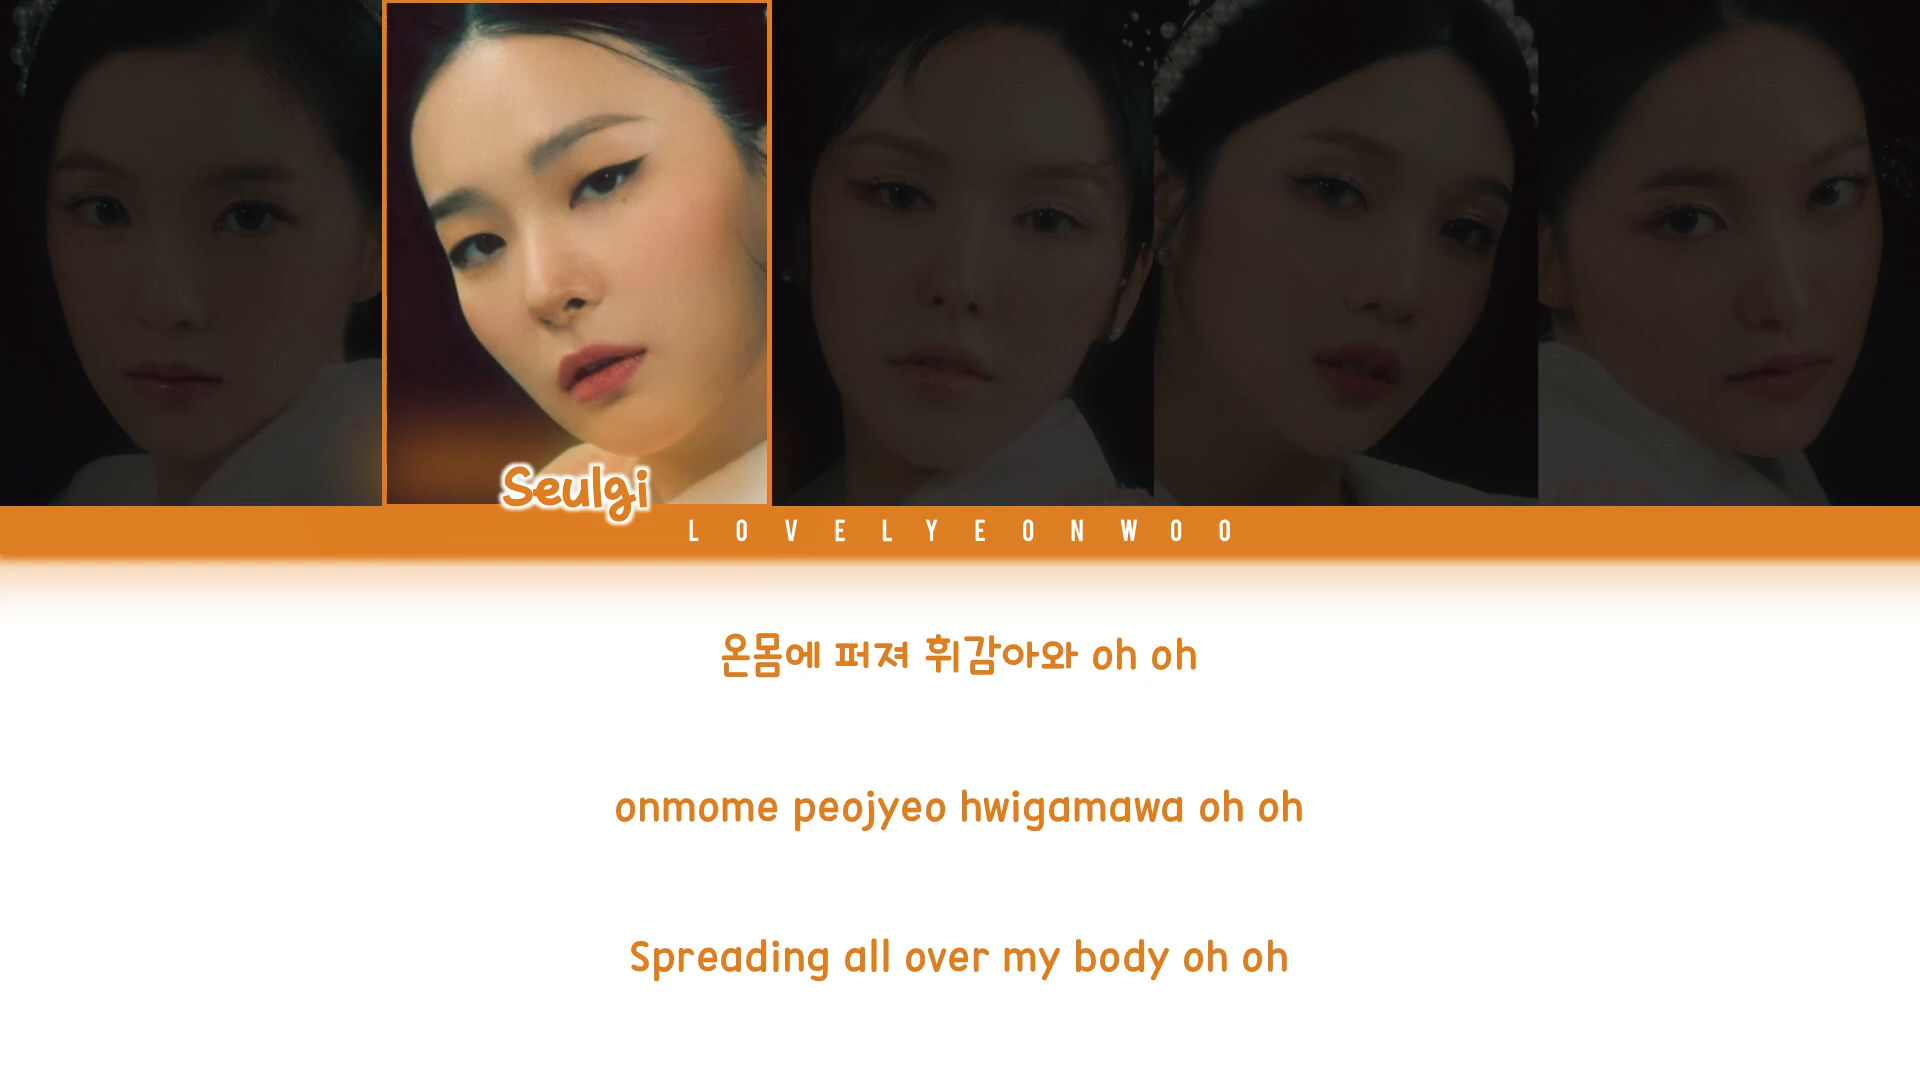 Seulgi
LOVELYEONWOO
온몸에 퍼져 휘감아와 oh oh
onmome peojyeo hwigamawa oh oh
Spreading all over my body oh oh